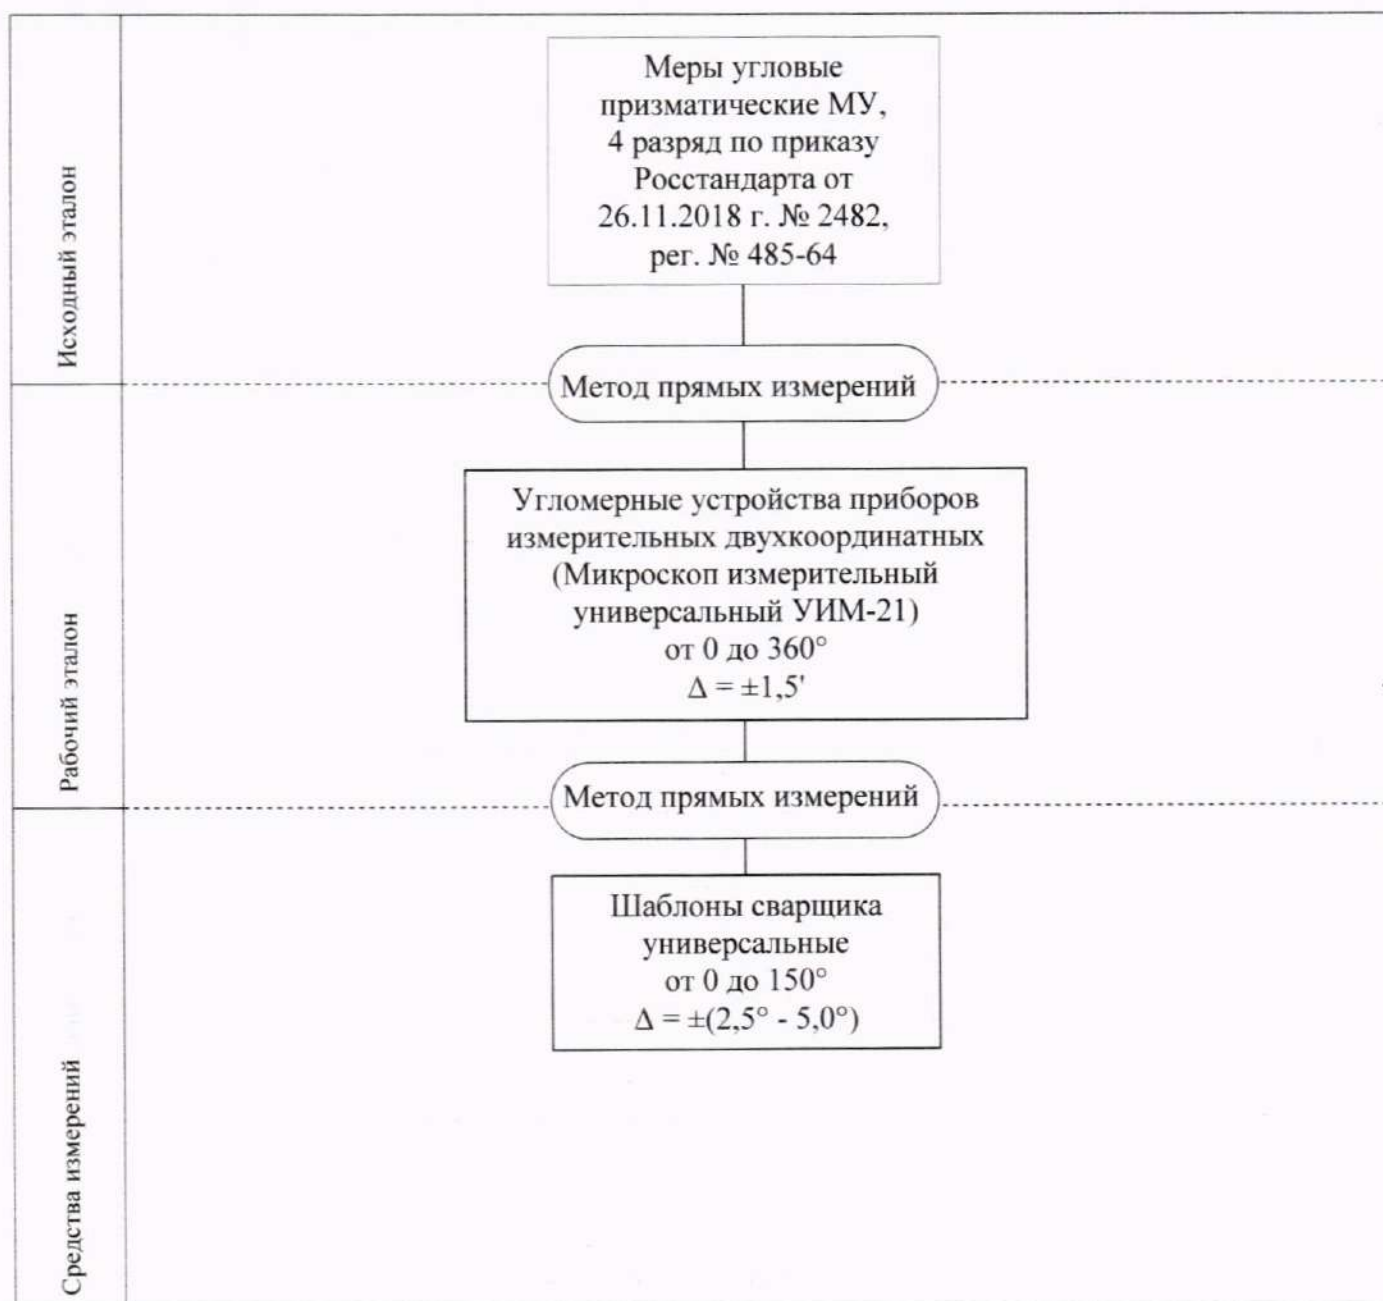 Исходный эталон
Меры угловые
призматические МУ,
4 разряд по приказу
Росстандарта от
26.11.2018 г. № 2482,
рег. № 485-64
Метод прямых измерений
Рабочий эталон
Угломерные устройства приборов
измерительных двухкоординатных
(Микроскоп измерительный
универсальный УИМ-21)
от 0 до 360°
Δ = ±1,5'
Метод прямых измерений
Средства измерений
Шаблоны сварщика
универсальные
от 0 до 150°
Δ = ±(2,5° - 5,0°)